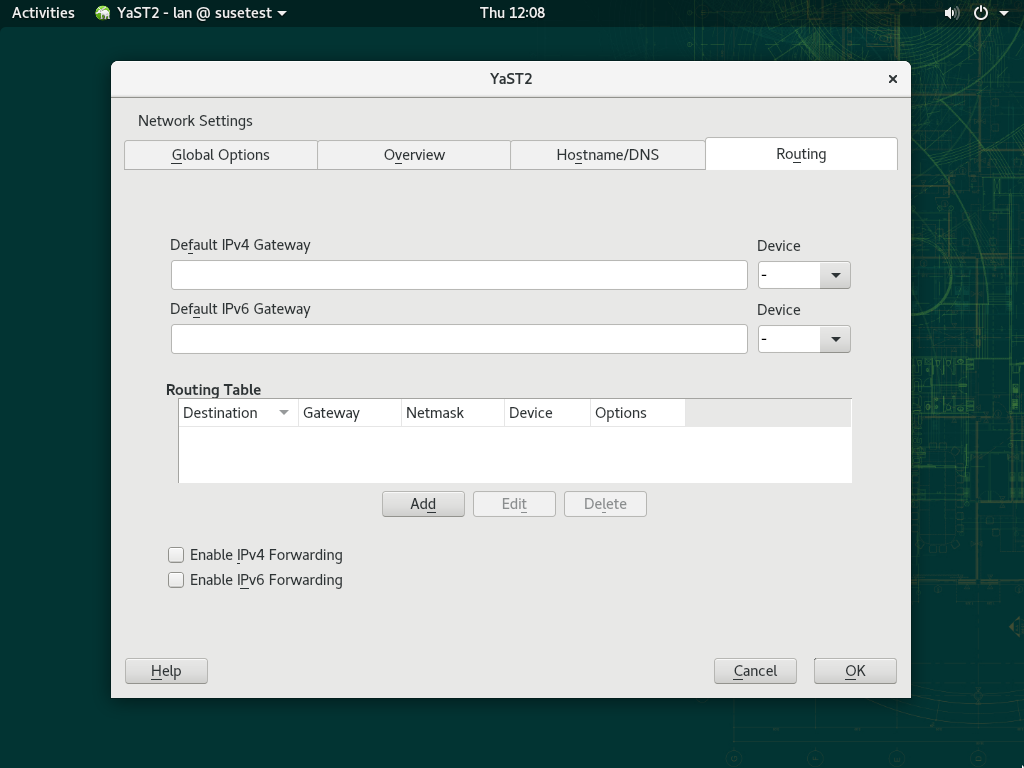 Activities YaST2 - lan @ susetest Thu 12:08
YaST2
Network Settings
Global Options Overview Hostname/DNS Routing
Default IPv4 Gateway Device
-
Default IPv6 Gateway Device
-
Routing Table
Destination Gateway Netmask Device Options
Add Edit Delete
Enable IPv4 Forwarding
Enable IPv6 Forwarding
Help Cancel OK